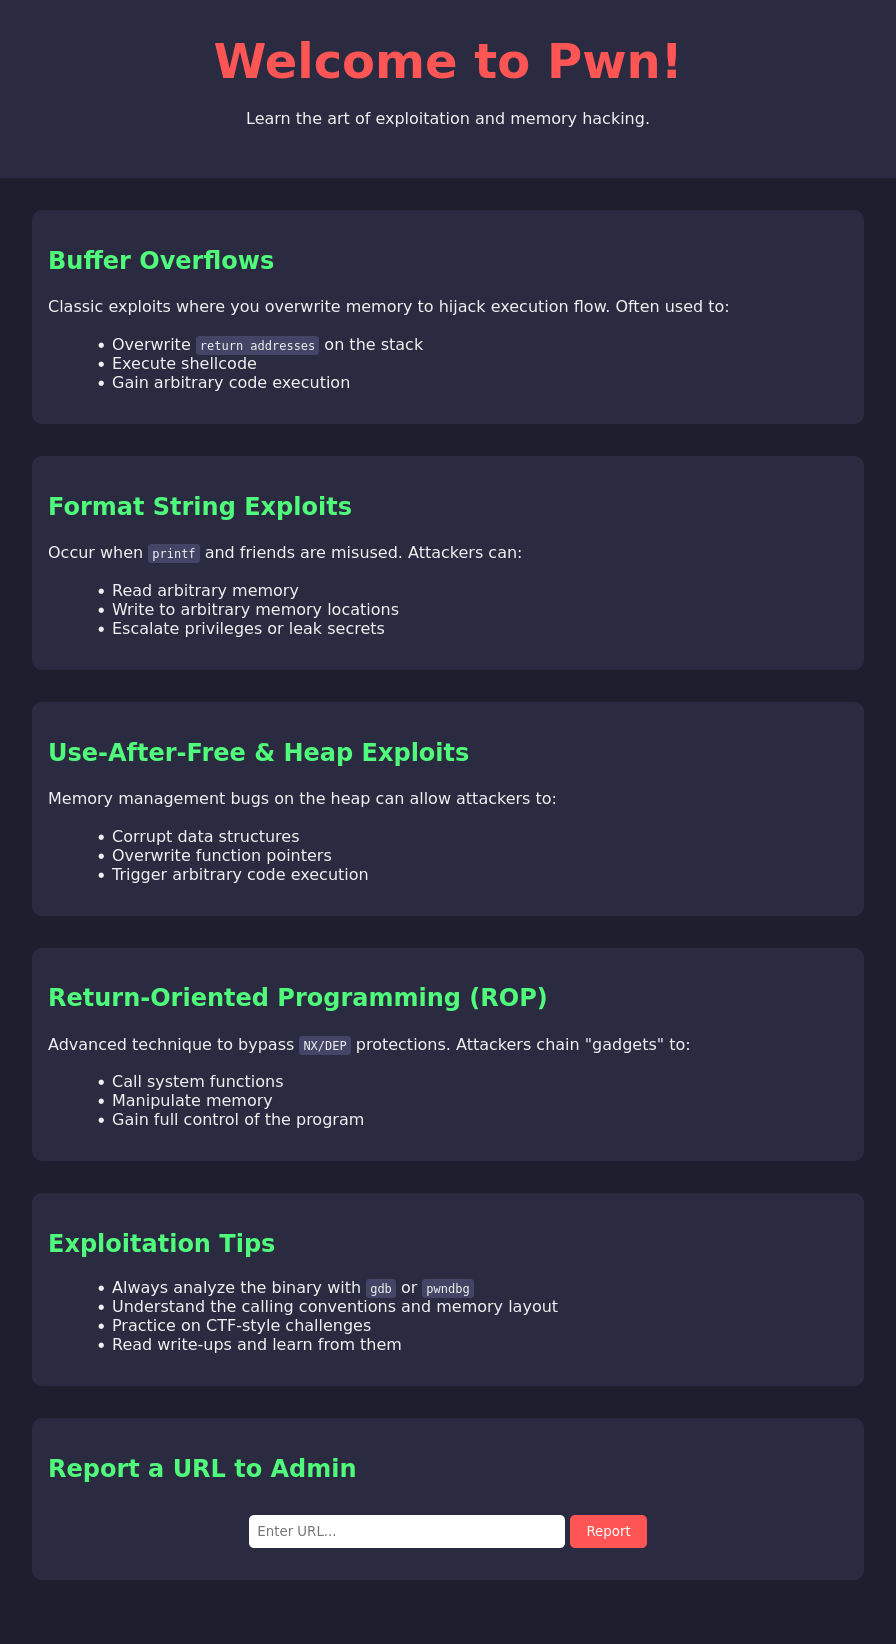 Welcome to Pwn!
Learn the art of exploitation and memory hacking.
Buffer Overflows
Classic exploits where you overwrite memory to hijack execution flow. Often used to:
• Overwrite return addresses on the stack
• Execute shellcode
• Gain arbitrary code execution
Format String Exploits
Occur when printf and friends are misused. Attackers can:
• Read arbitrary memory
• Write to arbitrary memory locations
• Escalate privileges or leak secrets
Use-After-Free & Heap Exploits
Memory management bugs on the heap can allow attackers to:
• Corrupt data structures
• Overwrite function pointers
• Trigger arbitrary code execution
Return-Oriented Programming (ROP)
Advanced technique to bypass NX/DEP protections. Attackers chain "gadgets" to:
• Call system functions
• Manipulate memory
• Gain full control of the program
Exploitation Tips
• Always analyze the binary with gdb or pwndbg
• Understand the calling conventions and memory layout
• Practice on CTF-style challenges
• Read write-ups and learn from them
Report a URL to Admin
Enter URL... Report